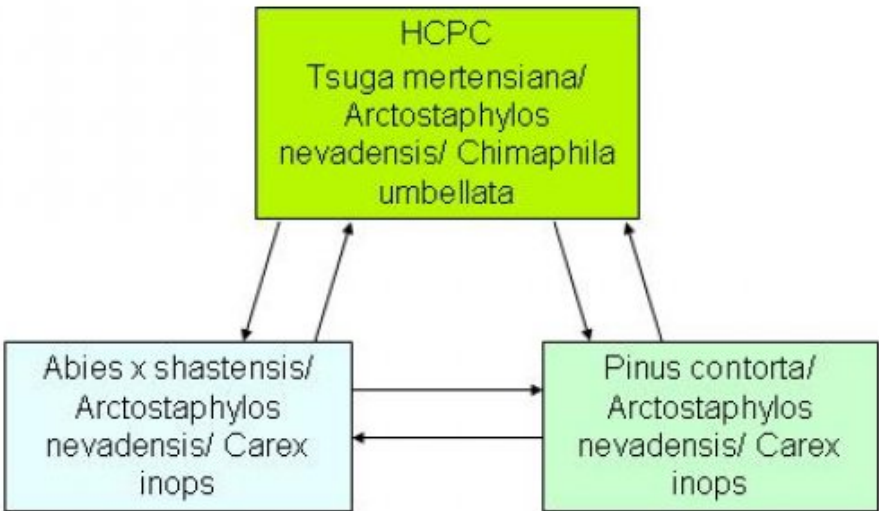 HCPC
Tsuga mertensiana/
Arctostaphylos
nevadensis/ Chimaphila
umbellata
Abies x shastensis/
Arctostaphylos
nevadensis/ Carex
inops
Pinus contorta/
Arctostaphylos
nevadensis/ Carex
inops